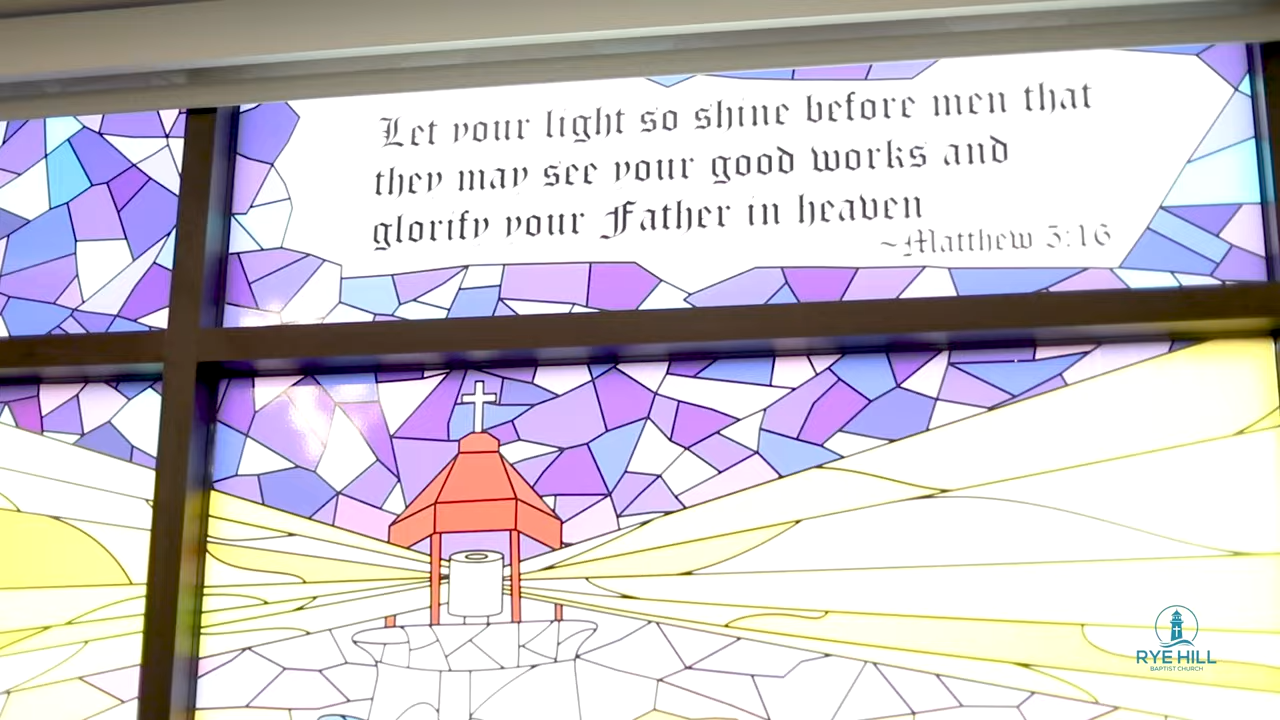 Let your light so shine before men that
they may see your good works and
glorify your Father in heaven
~Matthew 5:16
RYE HILL
BAPTIST CHURCH